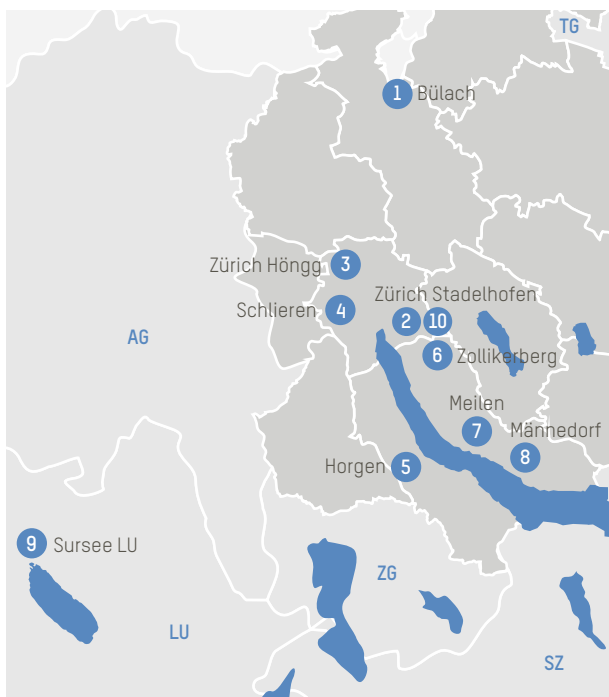 TG
1 Bülach
Zürich Höngg 3
Schlieren 4
Zürich Stadelhofen
2 10
AG
6 Zollikerberg
Meilen
7
Männedorf
8
Horgen 5
9 Sursee LU
ZG
LU
SZ